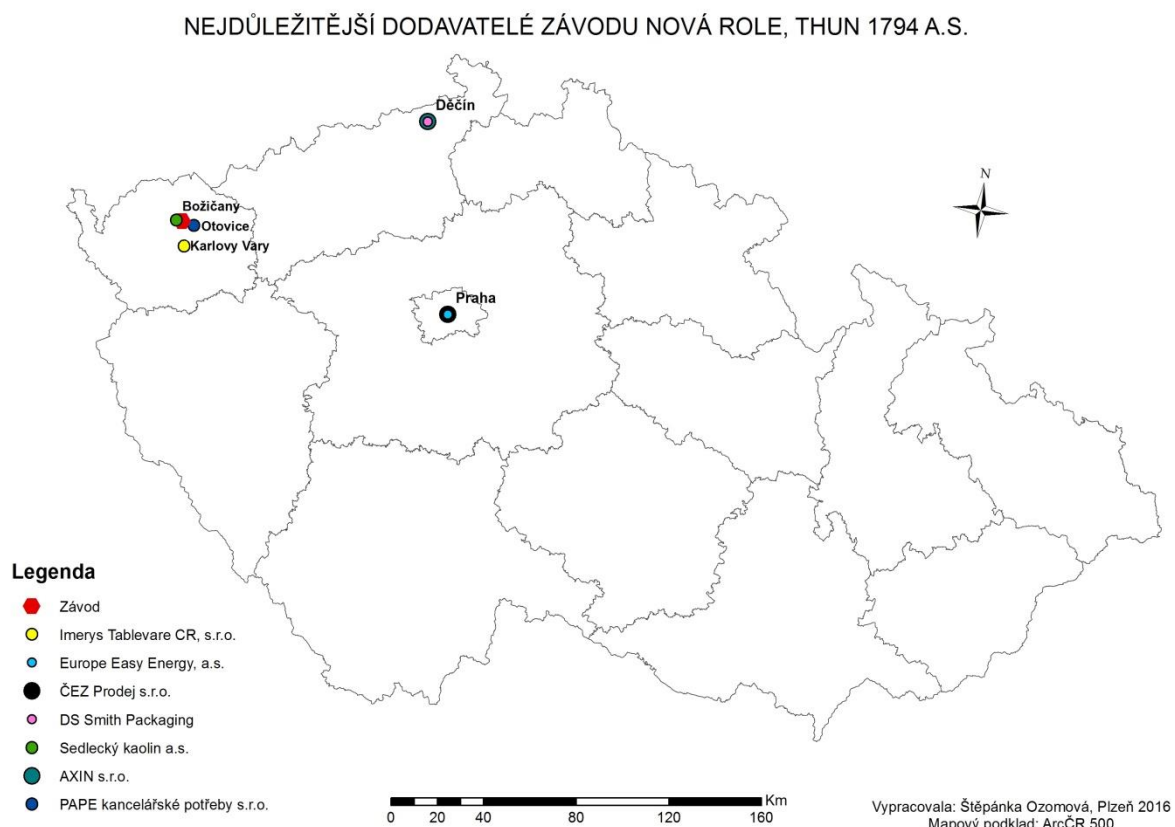 NEJDŮLEŽITĚJŠÍ DODAVATELÉ ZÁVODU NOVÁ ROLE, THUN 1794 A.S.
Děčín
N
Božičany
Otovice
Karlovy Vary
Praha
Legenda
Závod
Imerys Tablevare CR, s.r.o.
Europe Easy Energy, a.s.
ČEZ Prodej s.r.o.
DS Smith Packaging
Sedlecký kaolin a.s.
AXIN s.r.o.
PAPE kancelářské potřeby s.r.o.
Km
0 20 40 80 120 160
Vypracovala: Štěpánka Ozomová, Plzeň 2016
Mapový podklad: ArcČR 500